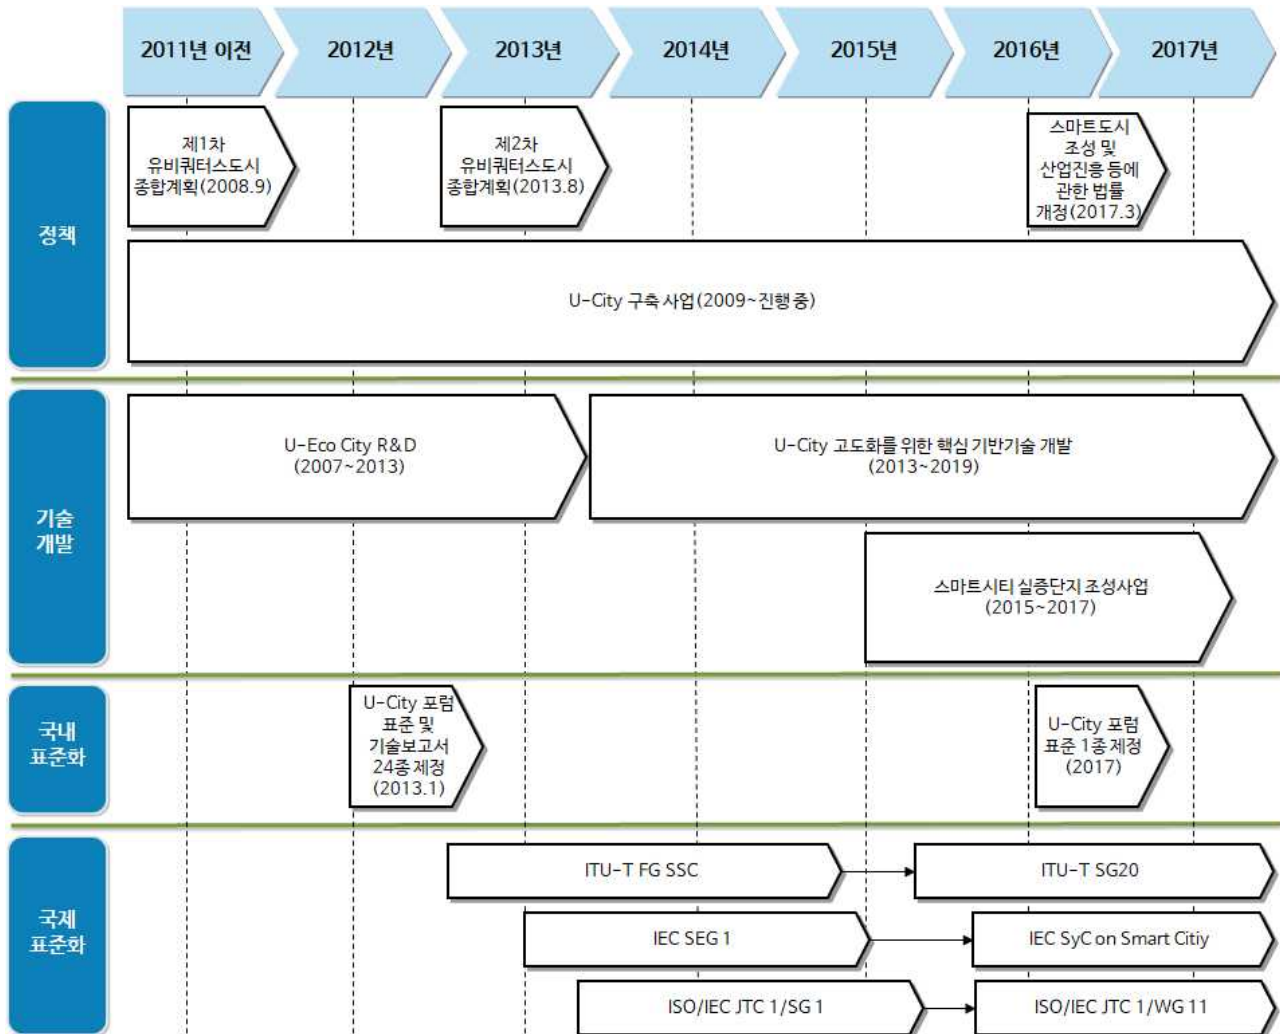 2011년 이전
2012년
2013년
2014년
2015년
2016년
2017년
정책
제1차
유비쿼터스도시
종합계획(2008.9)
제2차
유비쿼터스도시
종합계획(2013.8)
스마트도시
조성 및
산업진흥 등에
관한 법률
개정(2017.3)
U-City 구축 사업(2009~진행 중)
기술
개발
U-Eco City R&D
(2007~2013)
U-City 고도화를 위한 핵심 기반기술 개발
(2013~2019)
스마트시티 실증단지 조성사업
(2015~2017)
국내
표준화
U-City 포럼
표준 및
기술보고서
24종 제정
(2013.1)
U-City 포럼
표준 1종 제정
(2017)
국제
표준화
ITU-T FG SSC
ITU-T SG20
IEC SEG 1
IEC SyC on Smart Citiy
ISO/IEC JTC 1/SG 1
ISO/IEC JTC 1/WG 11